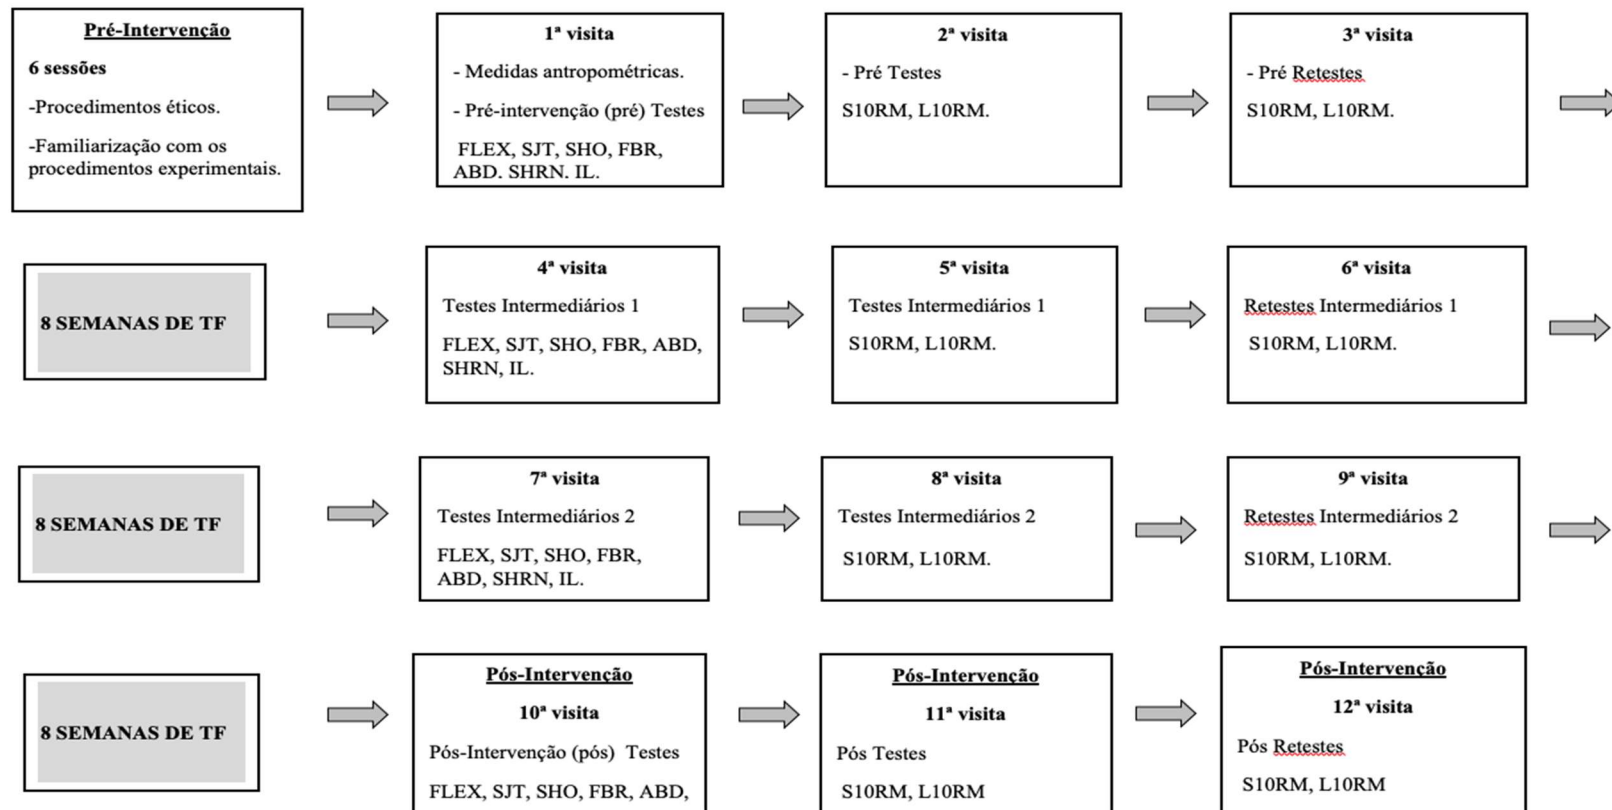 Pré-Intervenção
6 sessões
-Procedimentos éticos.
-Familiarização com os
procedimentos experimentais.
1ª visita
- Medidas antropométricas.
- Pré-intervenção (pré) Testes
FLEX, SJT, SHO, FBR,
ABD. SHRN. IL.
2ª visita
- Pré Testes
S10RM, L10RM.
3ª visita
- Pré Retestes
S10RM, L10RM.
8 SEMANAS DE TF
4ª visita
Testes Intermediários 1
FLEX, SJT, SHO, FBR, ABD,
SHRN, IL.
5ª visita
Testes Intermediários 1
S10RM, L10RM.
6ª visita
Retestes Intermediários 1
S10RM, L10RM.
8 SEMANAS DE TF
7ª visita
Testes Intermediários 2
FLEX, SJT, SHO, FBR,
ABD, SHRN, IL.
8ª visita
Testes Intermediários 2
S10RM, L10RM.
9ª visita
Retestes Intermediários 2
S10RM, L10RM.
8 SEMANAS DE TF
Pós-Intervenção
10ª visita
Pós-Intervenção (pós) Testes
FLEX, SJT, SHO, FBR, ABD,
Pós-Intervenção
11ª visita
Pós Testes
S10RM, L10RM
Pós-Intervenção
12ª visita
Pós Retestes
S10RM, L10RM